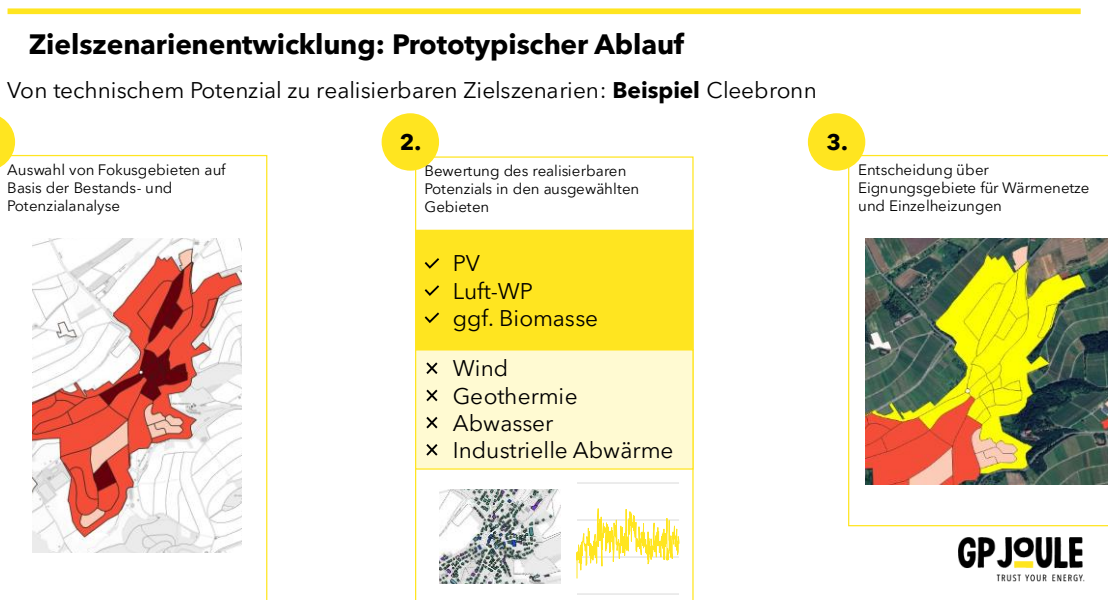 Zielszenarienentwicklung: Prototypischer Ablauf
Von technischem Potenzial zu realisierbaren Zielszenarien: Beispiel Cleebronn
Auswahl von Fokusgebieten auf
Basis der Bestands- und
Potenzialanalyse
2.
Bewertung des realisierbaren
Potenzials in den ausgewählten
Gebieten
✓ PV
✓ Luft-WP
✓ ggf. Biomasse
× Wind
× Geothermie
× Abwasser
× Industrielle Abwärme
3.
Entscheidung über
Eignungsgebiete für Wärmenetze
und Einzelheizungen
GP JOULE
TRUST YOUR ENERGY.